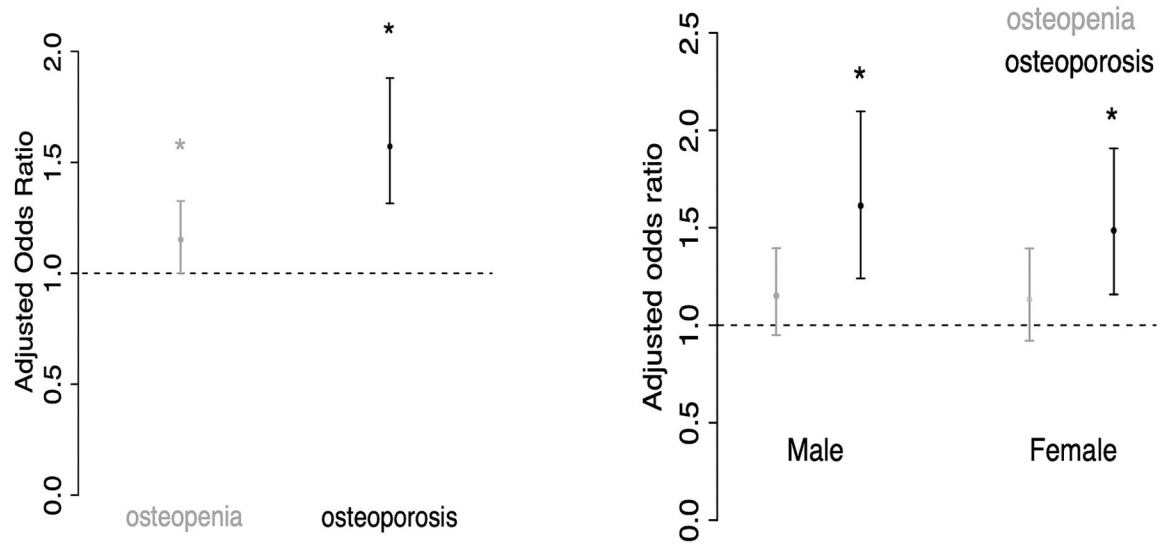 Adjusted Odds Ratio
2.0
1.5
1.0
0.5
0.0
*
*
osteopenia
osteoporosis
osteopenia
osteoporosis
Adjusted odds ratio
2.5
2.0
1.5
1.0
0.5
0.0
*
*
Male
Female